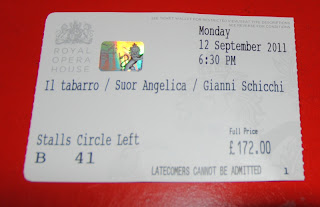 Monday
12 September 2011
6:30 PM
ROYAL
OPERA
HOUSE
Il tabarro / Suor Angelica / Gianni Schicchi
Stalls Circle Left
B 41
Full Price
£172.00
LATECOMERS CANNOT BE ADMITTED 1